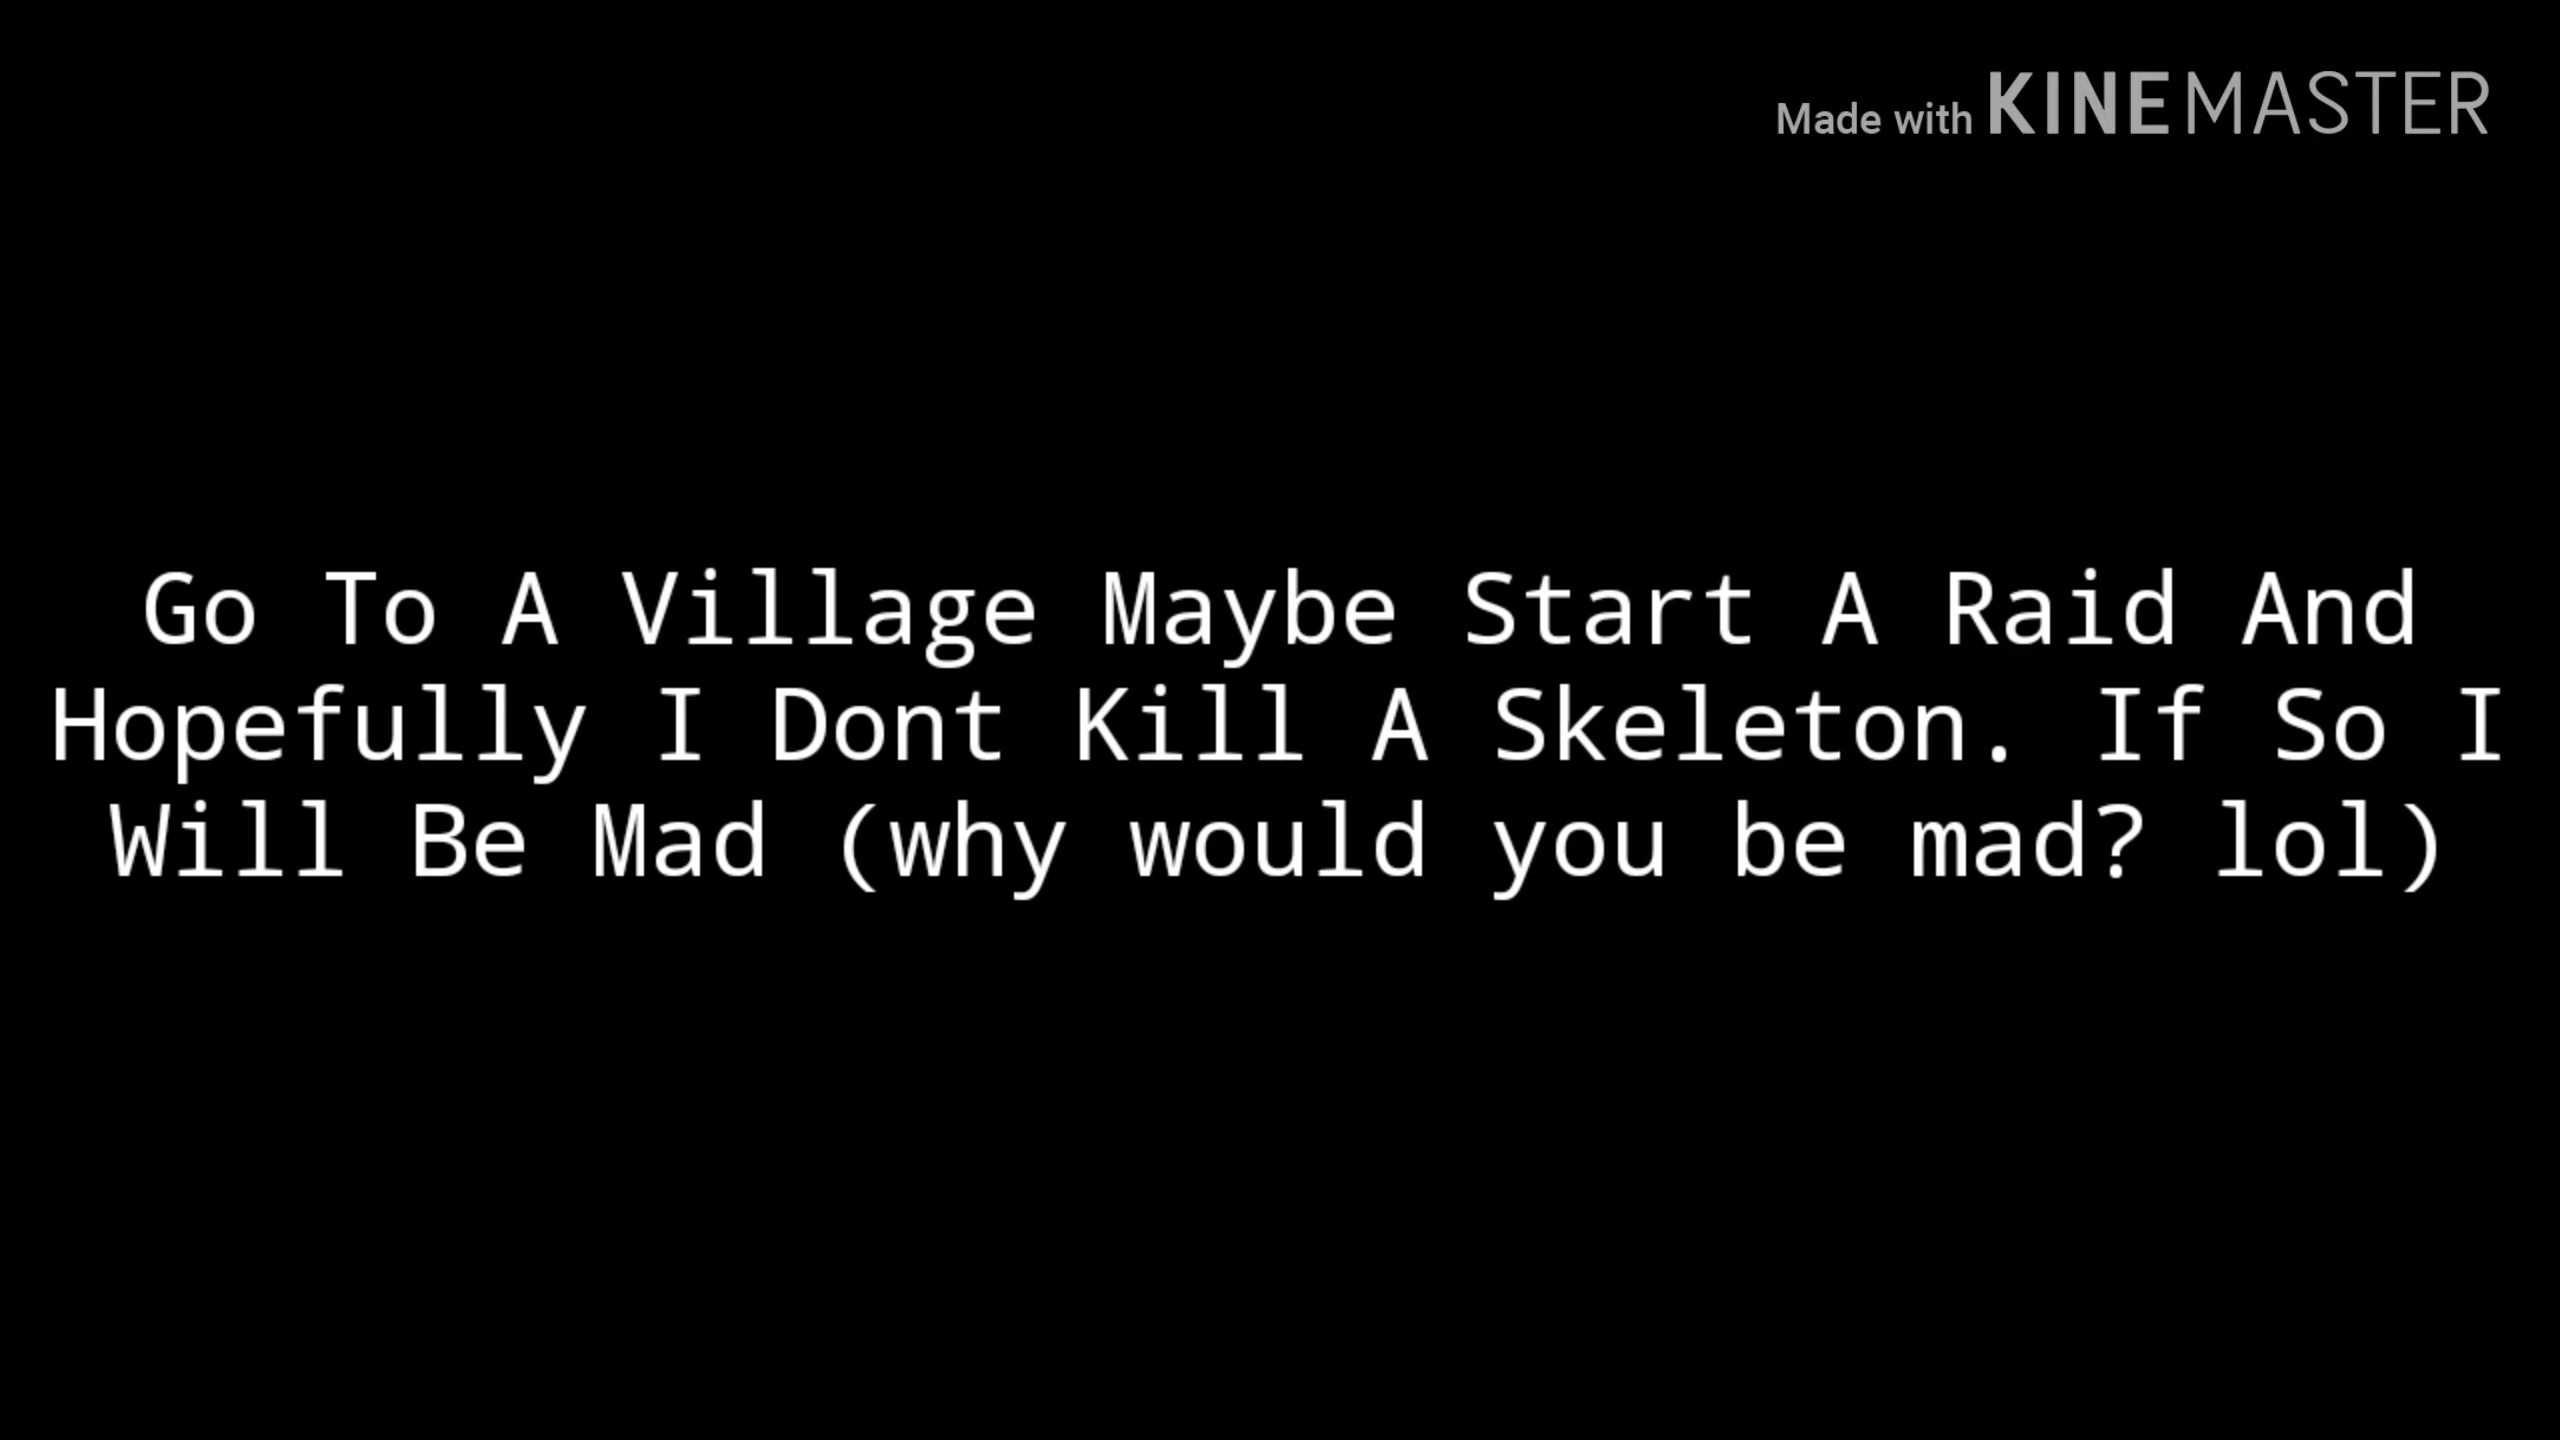 Made with KINEMASTER
Go To A Village Maybe Start A Raid And
Hopefully I Dont Kill A Skeleton. If So I
Will Be Mad (why would you be mad? lol)